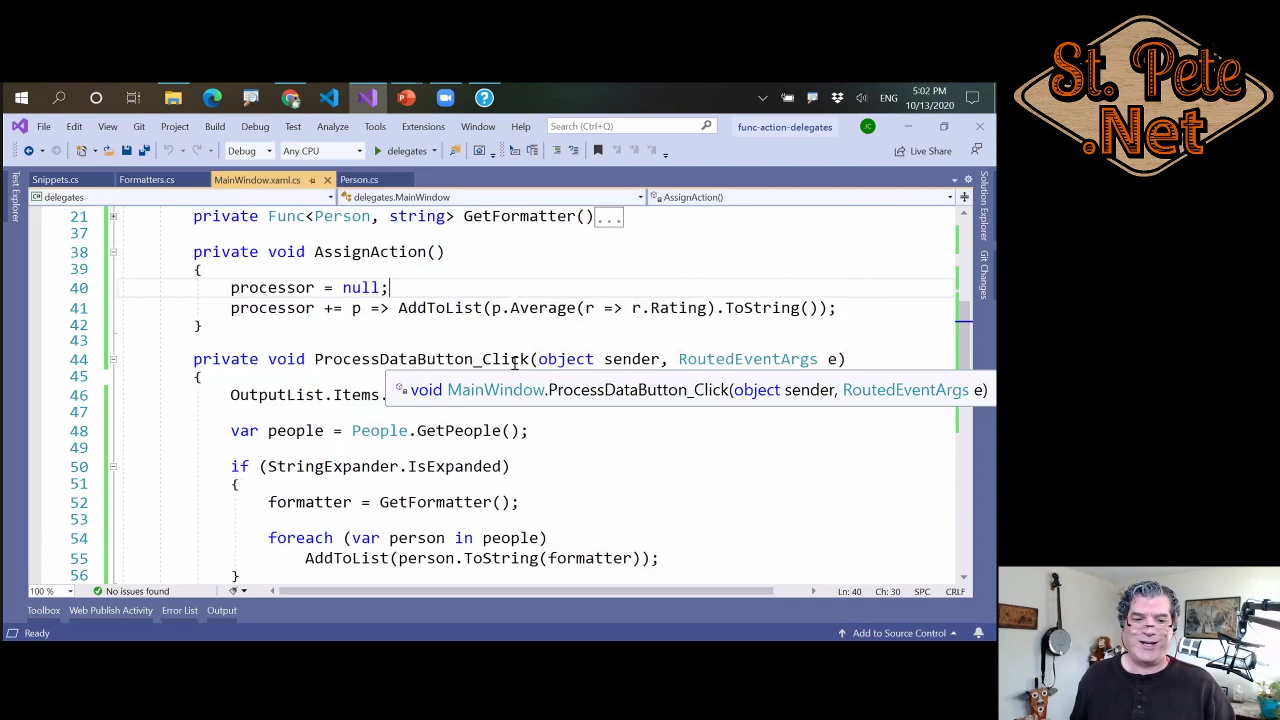 St. Pete
.Net
5:02 PM
ENG
10/13/2020
File Edit View Git Project Build Debug Test Analyze Tools Extensions Window Help Search (Ctrl+Q) func-action-delegates JC
Debug Any CPU delegates Live Share
Snippets.cs Formatters.cs MainWindow.xaml.cs Person.cs
delegates delegates.MainWindow AssignAction()
Test Explorer
Solution Explorer
Git Changes
21 private Func<Person, string> GetFormatter()...
37
38 private void AssignAction()
39 {
40 processor = null;
41 processor += p => AddToList(p.Average(r => r.Rating).ToString());
42 }
43
44 private void ProcessDataButton_Click(object sender, RoutedEventArgs e)
45 {
void MainWindow.ProcessDataButton_Click(object sender, RoutedEventArgs e)
46 OutputList.Items.
47
48 var people = People.GetPeople();
49
50 if (StringExpander.IsExpanded)
51 {
52 formatter = GetFormatter();
53
54 foreach (var person in people)
55 AddToList(person.ToString(formatter));
56 }
100 % No issues found Ln: 40 Ch: 30 SPC CRLF
Toolbox Web Publish Activity Error List Output
Ready Add to Source Control